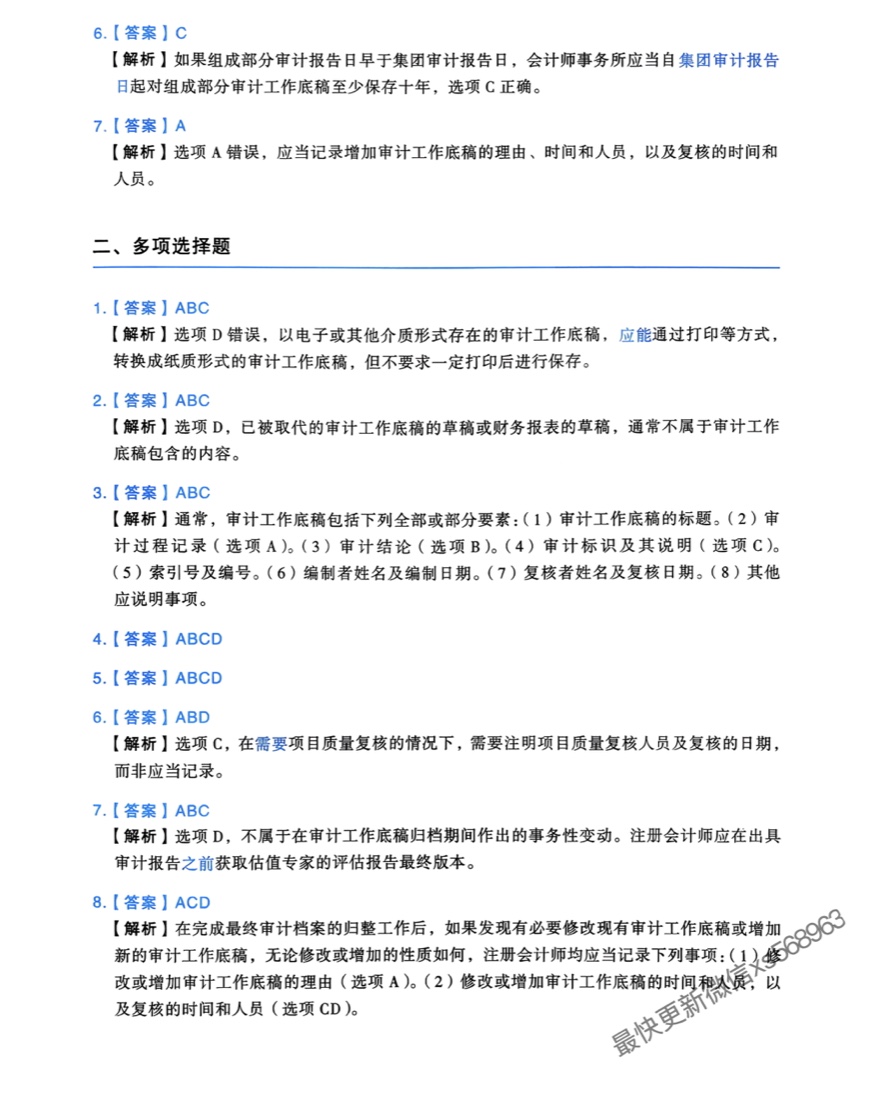 6.【答案】C
【解析】如果组成部分审计报告日早于集团审计报告日，会计师事务所应当自集团审计报告
日起对组成部分审计工作底稿至少保存十年，选项 C 正确。
7.【答案】A
【解析】选项 A 错误，应当记录增加审计工作底稿的理由、时间和人员，以及复核的时间和
人员。
二、多项选择题
1.【答案】ABC
【解析】选项 D 错误，以电子或其他介质形式存在的审计工作底稿，应能通过打印等方式，
转换成纸质形式的审计工作底稿，但不要求一定打印后进行保存。
2.【答案】ABC
【解析】选项 D，已被取代的审计工作底稿的草稿或财务报表的草稿，通常不属于审计工作
底稿包含的内容。
3.【答案】ABC
【解析】通常，审计工作底稿包括下列全部或部分要素：（1）审计工作底稿的标题。（2）审
计过程记录（选项 A）。（3）审计结论（选项 B）。（4）审计标识及其说明（选项 C）。
（5）索引号及编号。（6）编制者姓名及编制日期。（7）复核者姓名及复核日期。（8）其他
应说明事项。
4.【答案】ABCD
5.【答案】ABCD
6.【答案】ABD
【解析】选项 C，在需要项目质量复核的情况下，需要注明项目质量复核人员及复核的日期，
而非应当记录。
7.【答案】ABC
【解析】选项 D，不属于在审计工作底稿归档期间作出的事务性变动。注册会计师应在出具
审计报告之前获取估值专家的评估报告最终版本。
8.【答案】ACD
【解析】在完成最终审计档案的归整工作后，如果发现有必要修改现有审计工作底稿或增加
新的审计工作底稿，无论修改或增加的性质如何，注册会计师均应当记录下列事项：（1）修
改或增加审计工作底稿的理由（选项 A）。（2）修改或增加审计工作底稿的时间和人员，以
及复核的时间和人员（选项 CD）。
最快更新微信xj568963